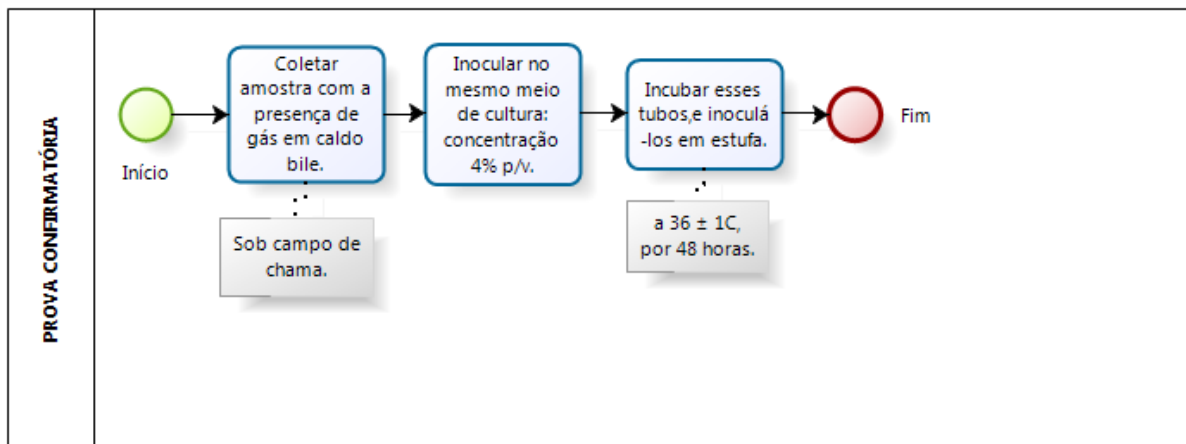 PROVA CONFIRMATÓRIA
Início
Coletar
amostra com a
presença de
gás em caldo
bile.
Sob campo de
chama.
Inocular no
mesmo meio
de cultura:
concentração
4% p/v.
Incubar esses
tubos,e inoculá
-los em estufa.
a 36 ± 1C,
por 48 horas.
Fim